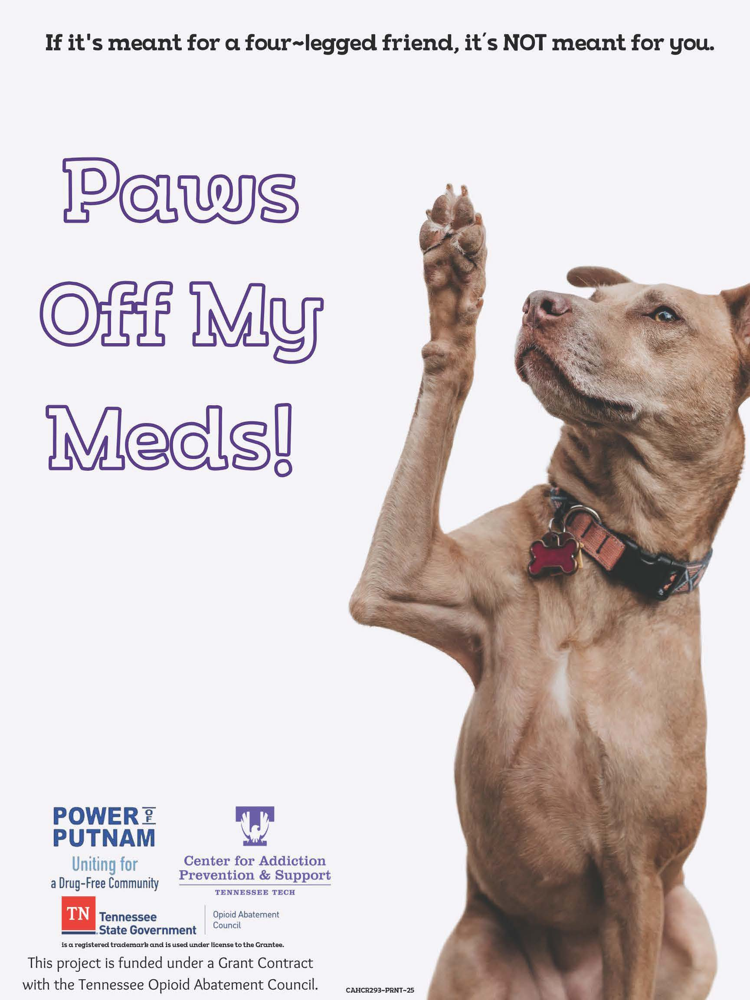 If it's meant for a four~legged friend, it´s NOT meant for you.
Paws
Off My
Meds!
POWER OF
PUTNAM
Uniting for
a Drug-Free Community
Center for Addiction
Prevention & Support
TENNESSEE TECH
TN Tennessee
State Government
Opioid Abatement
Council
is a registered trademark and is used under license to the Grantee.
This project is funded under a Grant Contract
with the Tennessee Opioid Abatement Council.
CAHCR293~PRNT~25